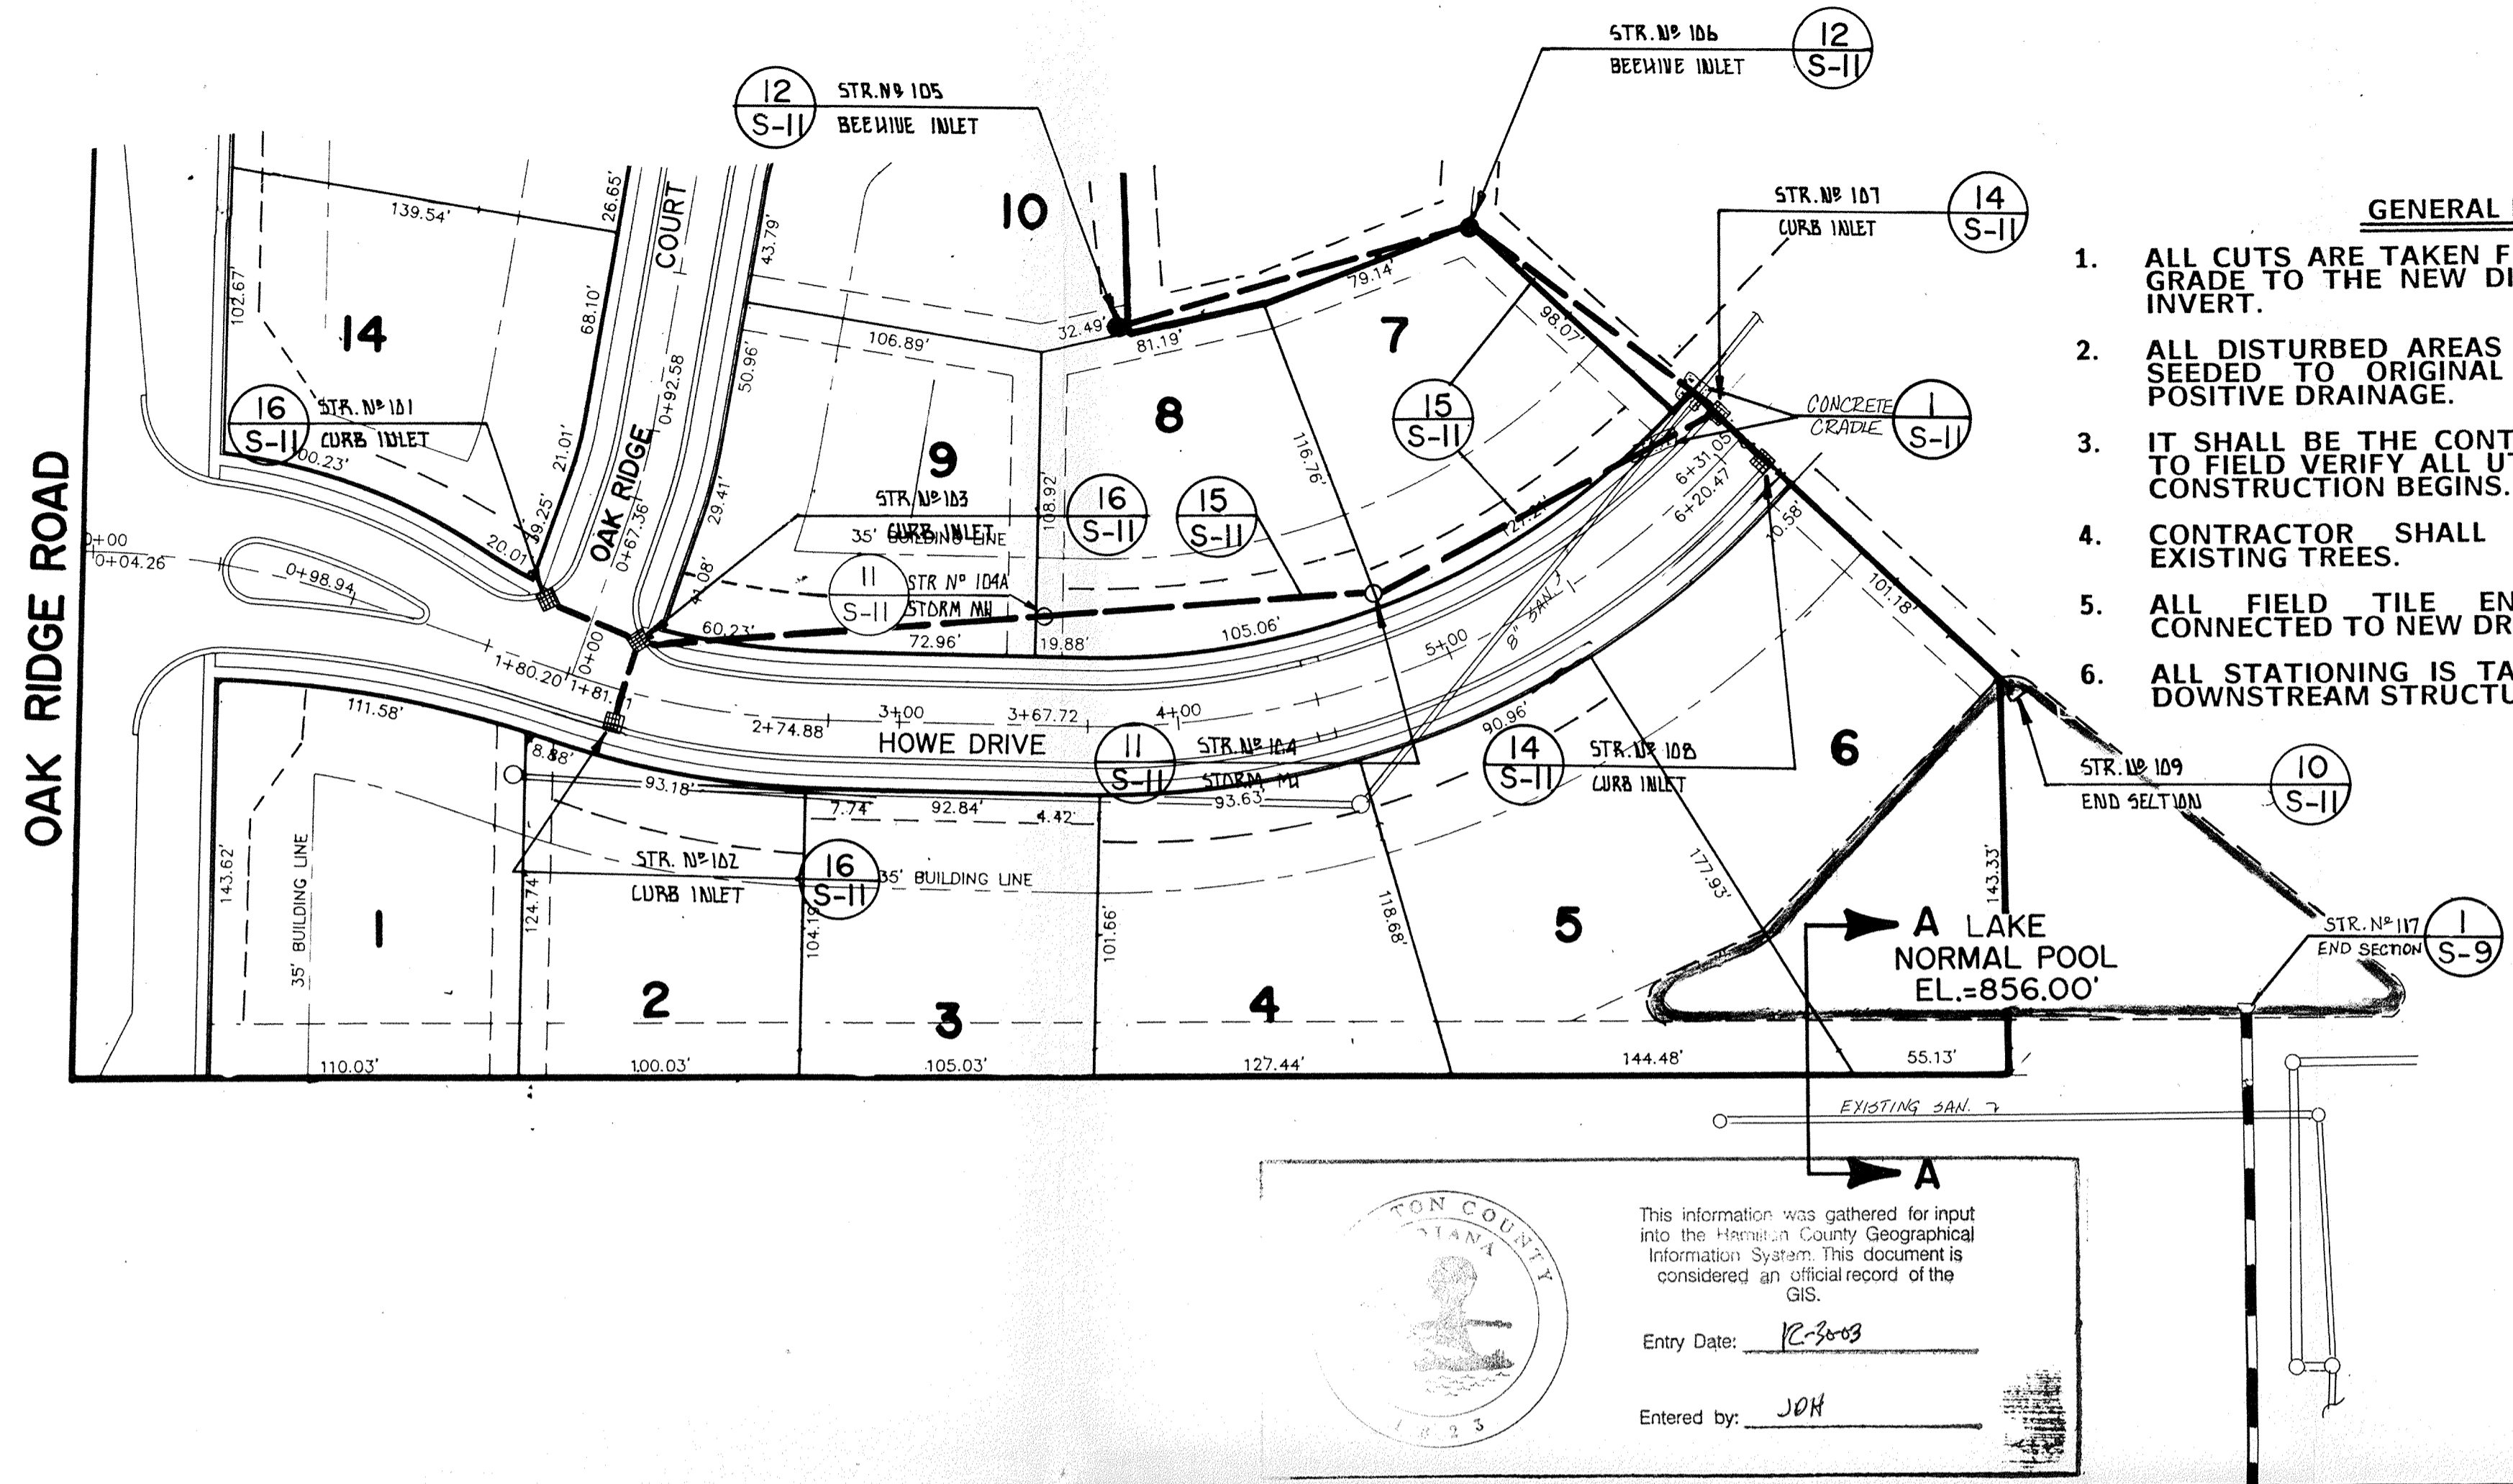 STR. Nº 106
12
S-11
BEEHIVE INLET
12
S-11
STR. Nº 105
BEEHIVE INLET
STR. Nº 107
14
S-11
CURB INLET
GENERAL
1. ALL CUTS ARE TAKEN
GRADE TO THE NEW
INVERT.
2. ALL DISTURBED AREAS
SEEDED TO ORIGINAL
POSITIVE DRAINAGE.
3. IT SHALL BE THE
TO FIELD VERIFY ALL
CONSTRUCTION BEGINS.
4. CONTRACTOR SHALL
EXISTING TREES.
5. ALL FIELD TILE
CONNECTED TO NEW
6. ALL STATIONING IS
DOWNSTREAM
OAK RIDGE ROAD
OAK RIDGE COURT
HOWE DRIVE
14
139.54'
26.65'
102.67'
68.10'
21.01'
20.01'
16
S-11
STR. Nº 101
CURB INLET
0+92.58
0+67.36
0+00
43.79'
50.96'
29.41'
41.08'
10
106.89'
32.49'
81.19'
79.14'
98.07'
9
8
7
108.92'
116.76'
STR. Nº 103
CURB INLET
16
S-11
35' BUILDING LINE
11
S-11
STR Nº 104A
STORM MH
15
S-11
15
S-11
CONCRETE
CRADLE
1
S-11
6+31.05
6+20.47
10.58'
101.18'
60.23'
72.96'
19.88'
105.06'
0+00
0+04.26
0+98.94
1+80.20
2+74.88
3+00
3+67.72
4+00
5+00
8" SAN.
111.58'
8.88'
93.18'
7.74
92.84'
4.42'
93.63'
90.96'
11
S-11
STR. Nº 104
STORM MH
14
S-11
STR. Nº 108
CURB INLET
STR. Nº 109
END SECTION
10
S-11
STR. Nº 102
CURB INLET
16
S-11
35' BUILDING LINE
35' BUILDING LINE
143.62'
124.74'
104.19'
101.66'
118.68'
177.93'
143.33'
1
2
3
4
5
6
110.03'
100.03'
105.03'
127.44'
144.48'
55.13'
A
LAKE
NORMAL POOL
EL.=856.00'
STR. Nº 117
END SECTION
1
S-9
EXISTING SAN.
A
TON COUNTY
DIANA
1823
This information was gathered for input
into the Hamilton County Geographical
Information System. This document is
considered an official record of the
GIS.
Entry Date: 12-30-03
Entered by: JDH